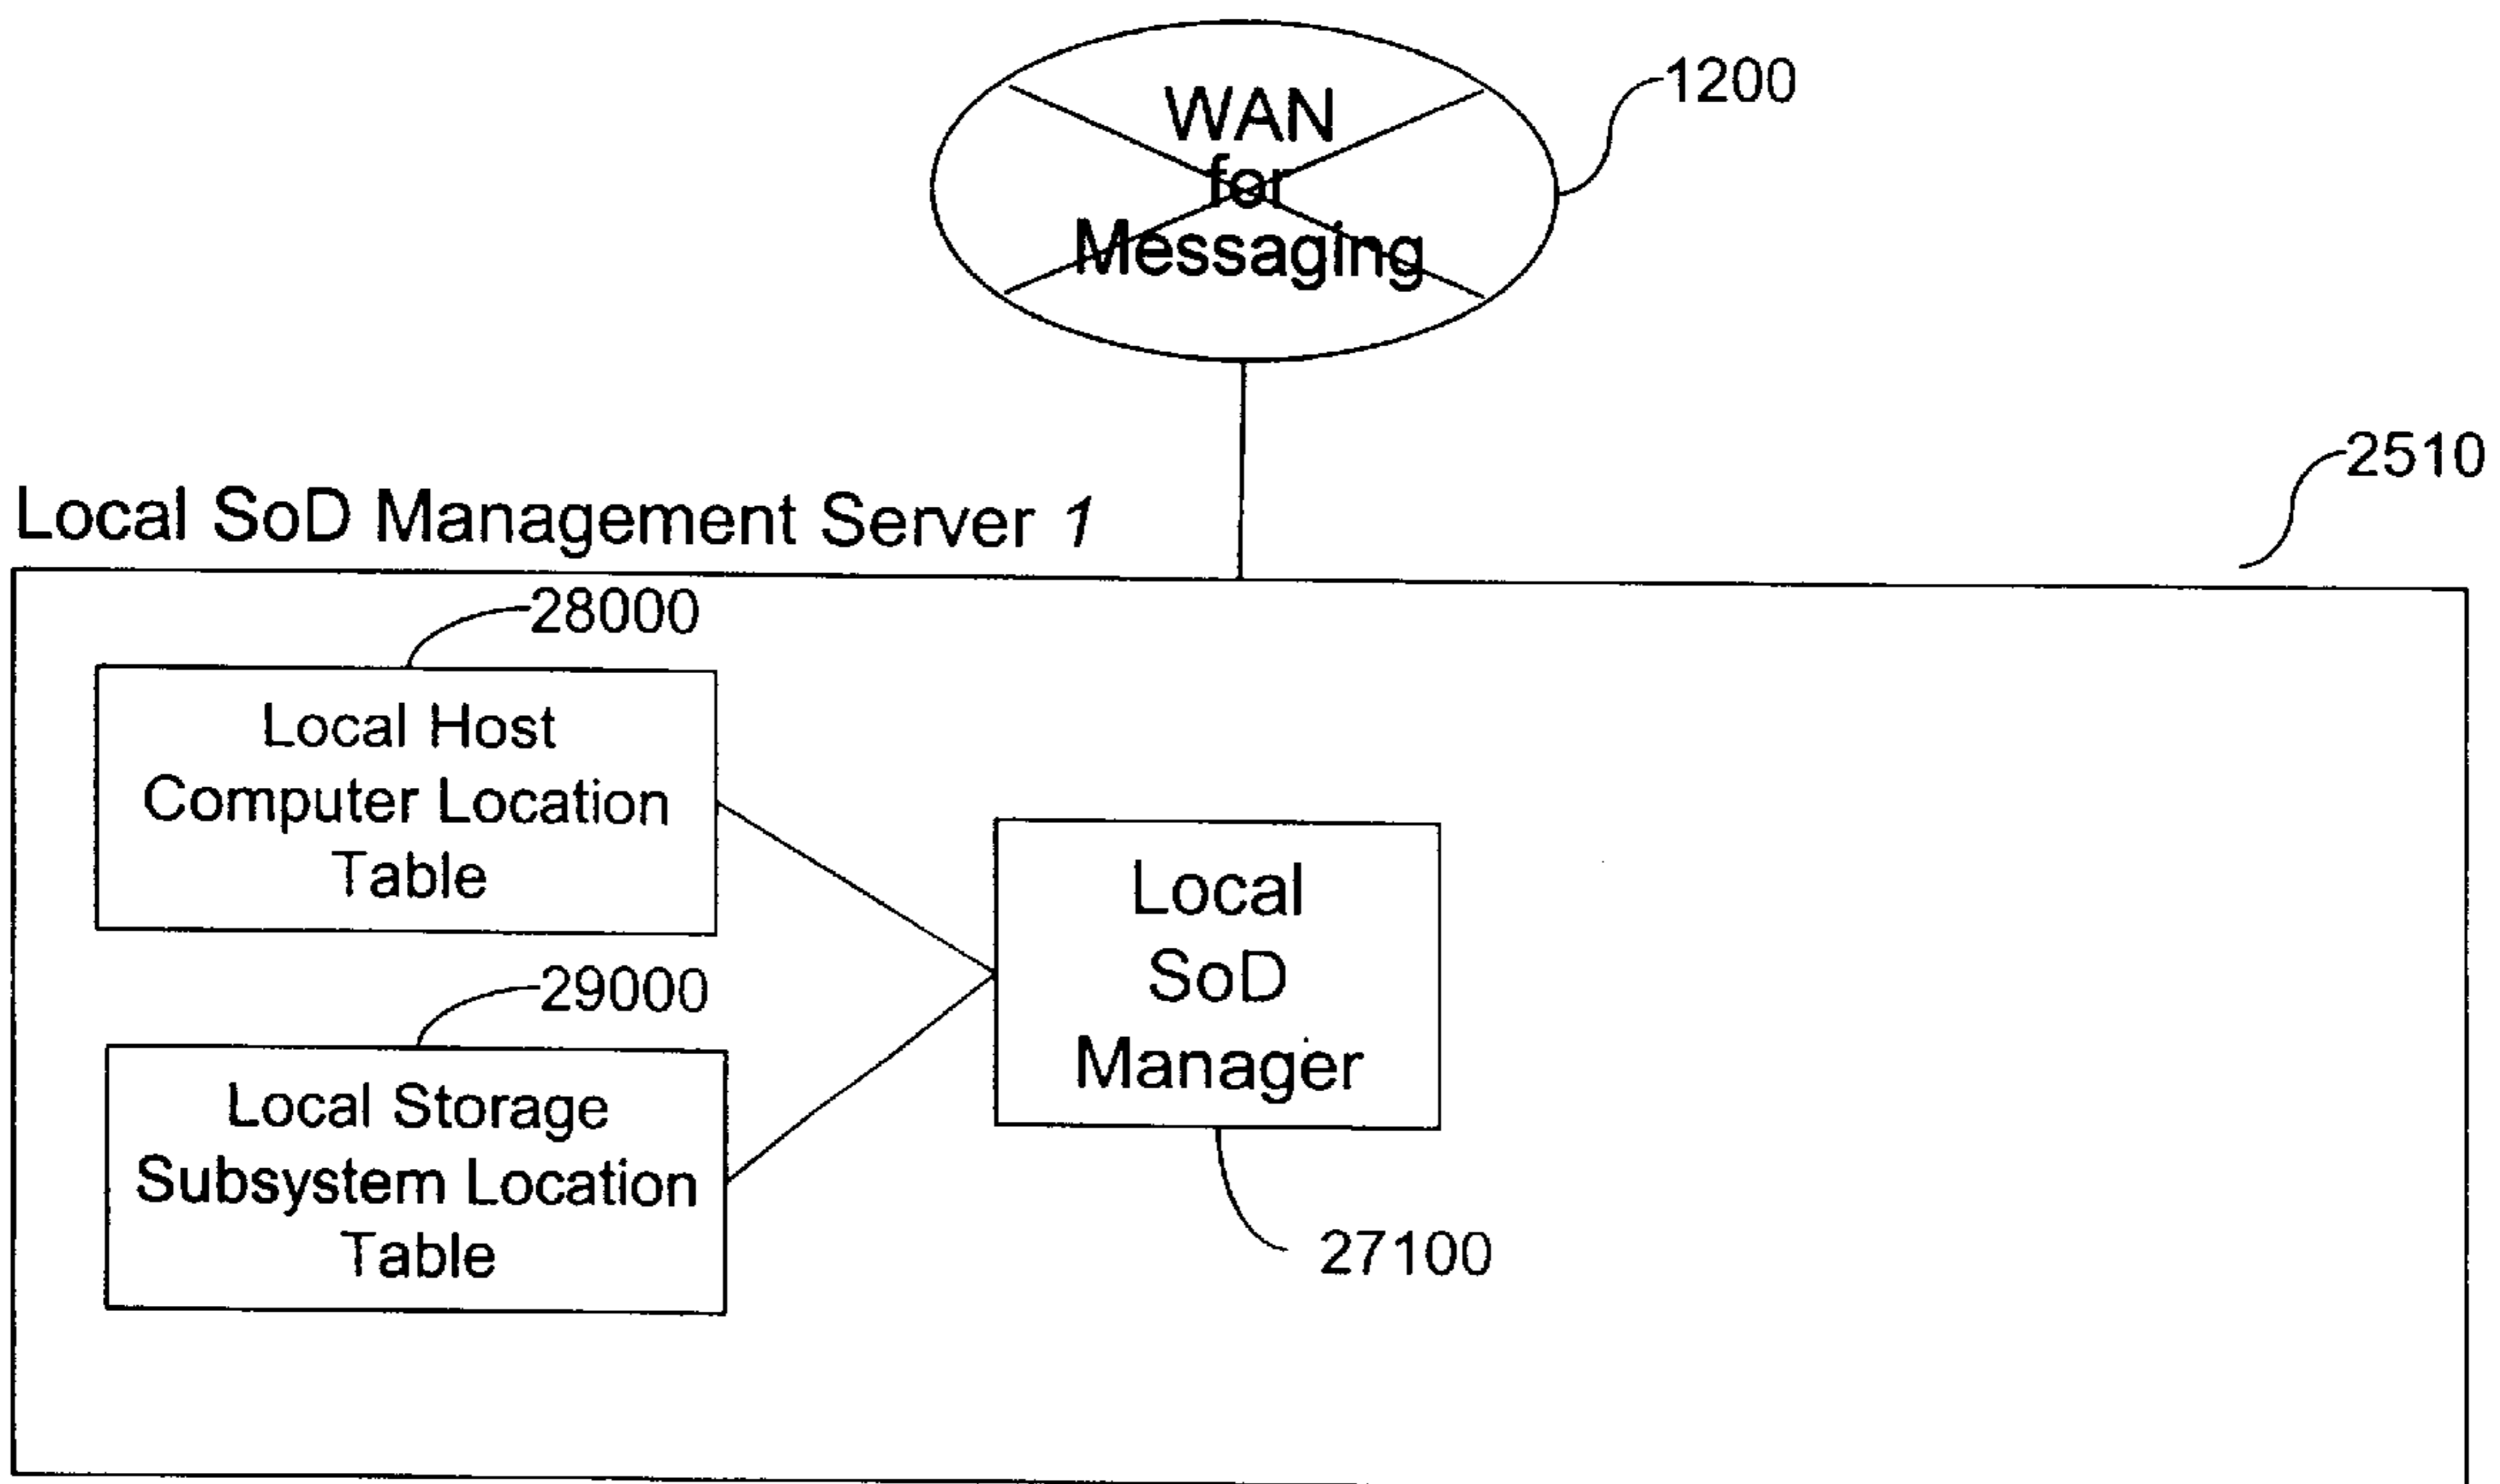 WAN
for
Messaging
1200
2510
Local SoD Management Server 1
28000
Local Host
Computer Location
Table
29000
Local Storage
Subsystem Location
Table
Local
SoD
Manager
27100